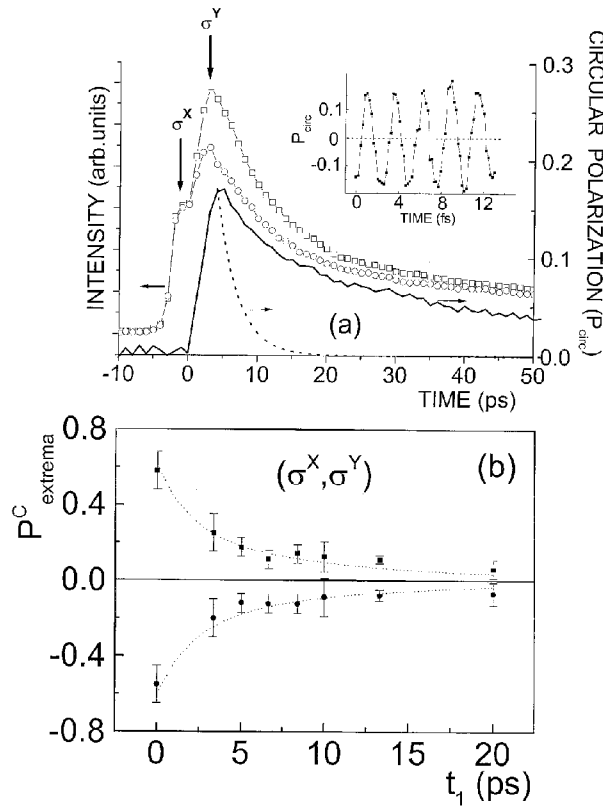 σ^Y
σ^X
INTENSITY (arb.units)
0.3
0.2
0.1
0.0
CIRCULAR POLARIZATION (P_circ)
P_circ
0.1
0
-0.1
0 4 8 12
TIME (fs)
(a)
-10 0 10 20 30 40 50
TIME (ps)
P^C_extrema
0.8
0.4
0.0
-0.4
-0.8
(σ^X,σ^Y)
(b)
0 5 10 15 20
t_1 (ps)